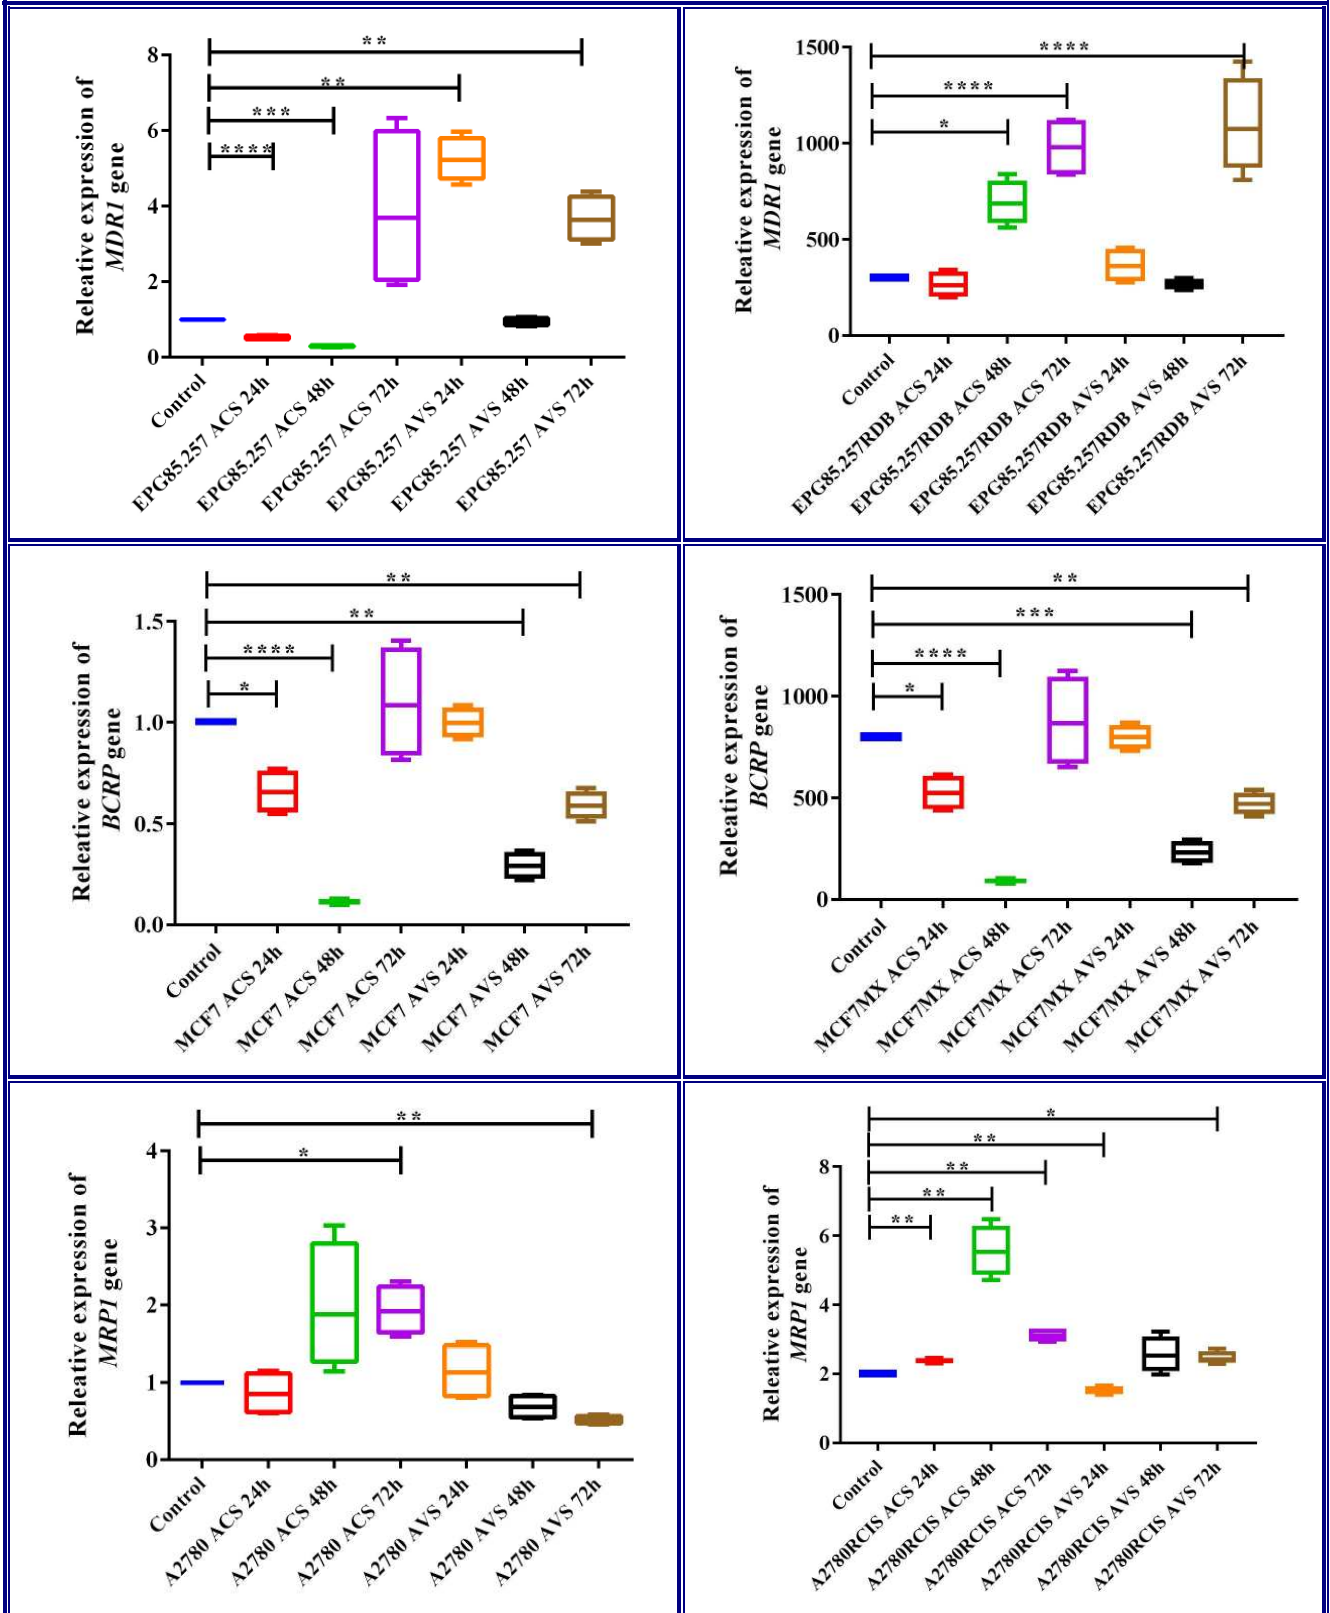 Releative expression of
MDR1 gene
8
6
4
2
0
**
**
***
****
Control
EPG85.257 ACS 24h
EPG85.257 ACS 48h
EPG85.257 ACS 72h
EPG85.257 AVS 24h
EPG85.257 AVS 48h
EPG85.257 AVS 72h
Releative expression of
MDR1 gene
1500
1000
500
0
****
****
*
Control
EPG85.257RDB ACS 24h
EPG85.257RDB ACS 48h
EPG85.257RDB ACS 72h
EPG85.257RDB AVS 24h
EPG85.257RDB AVS 48h
EPG85.257RDB AVS 72h
Releative expression of
BCRP gene
1.5
1.0
0.5
0.0
**
**
****
*
Control
MCF7 ACS 24h
MCF7 ACS 48h
MCF7 ACS 72h
MCF7 AVS 24h
MCF7 AVS 48h
MCF7 AVS 72h
Releative expression of
BCRP gene
1500
1000
500
0
**
***
****
*
Control
MCF7MX ACS 24h
MCF7MX ACS 48h
MCF7MX ACS 72h
MCF7MX AVS 24h
MCF7MX AVS 48h
MCF7MX AVS 72h
Releative expression of
MRP1 gene
4
3
2
1
0
**
*
Control
A2780 ACS 24h
A2780 ACS 48h
A2780 ACS 72h
A2780 AVS 24h
A2780 AVS 48h
A2780 AVS 72h
Releative expression of
MRP1 gene
8
6
4
2
0
*
**
**
**
**
Control
A2780RCIS ACS 24h
A2780RCIS ACS 48h
A2780RCIS ACS 72h
A2780RCIS AVS 24h
A2780RCIS AVS 48h
A2780RCIS AVS 72h